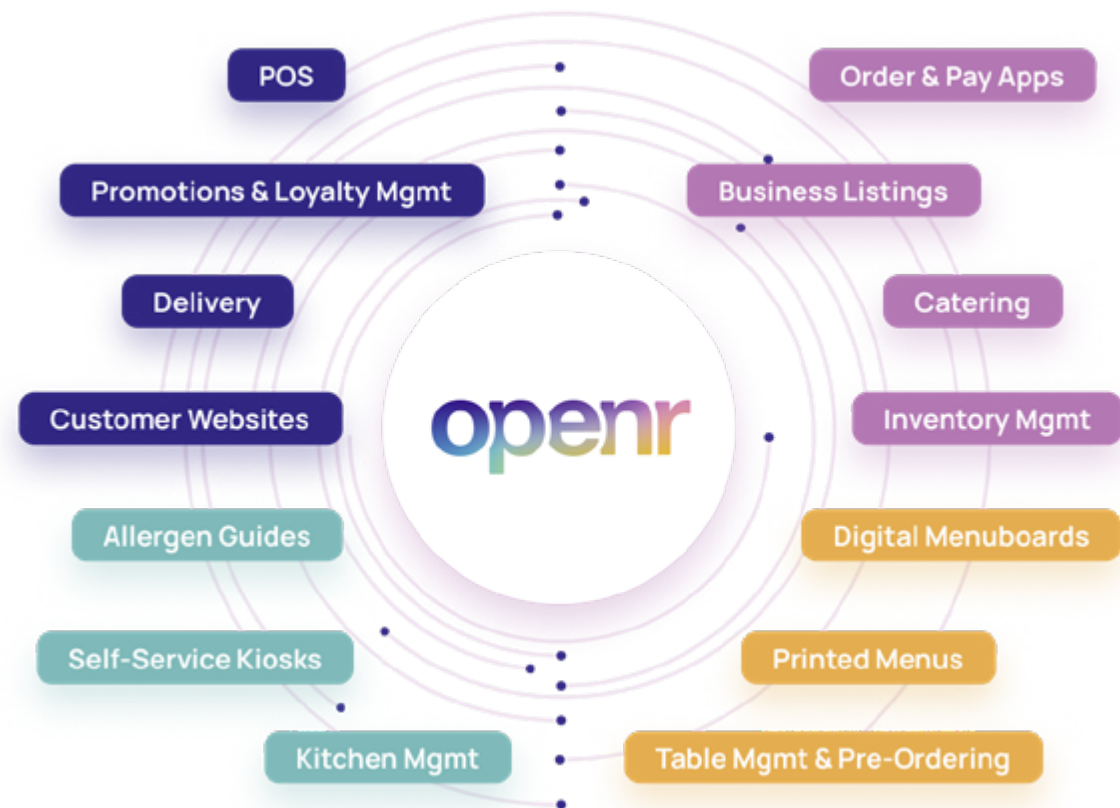 POS
Order & Pay Apps
Promotions & Loyalty Mgmt
Business Listings
Delivery
Catering
openr
Customer Websites
Inventory Mgmt
Allergen Guides
Digital Menuboards
Self-Service Kiosks
Printed Menus
Kitchen Mgmt
Table Mgmt & Pre-Ordering